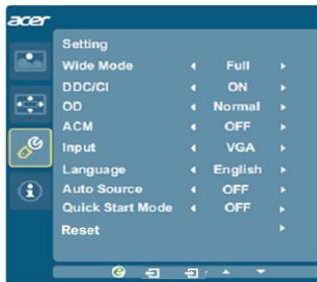 acer
Setting
Wide Mode Full
DDC/CI ON
OD Normal
ACM OFF
Input VGA
Language English
Auto Source OFF
Quick Start Mode OFF
Reset